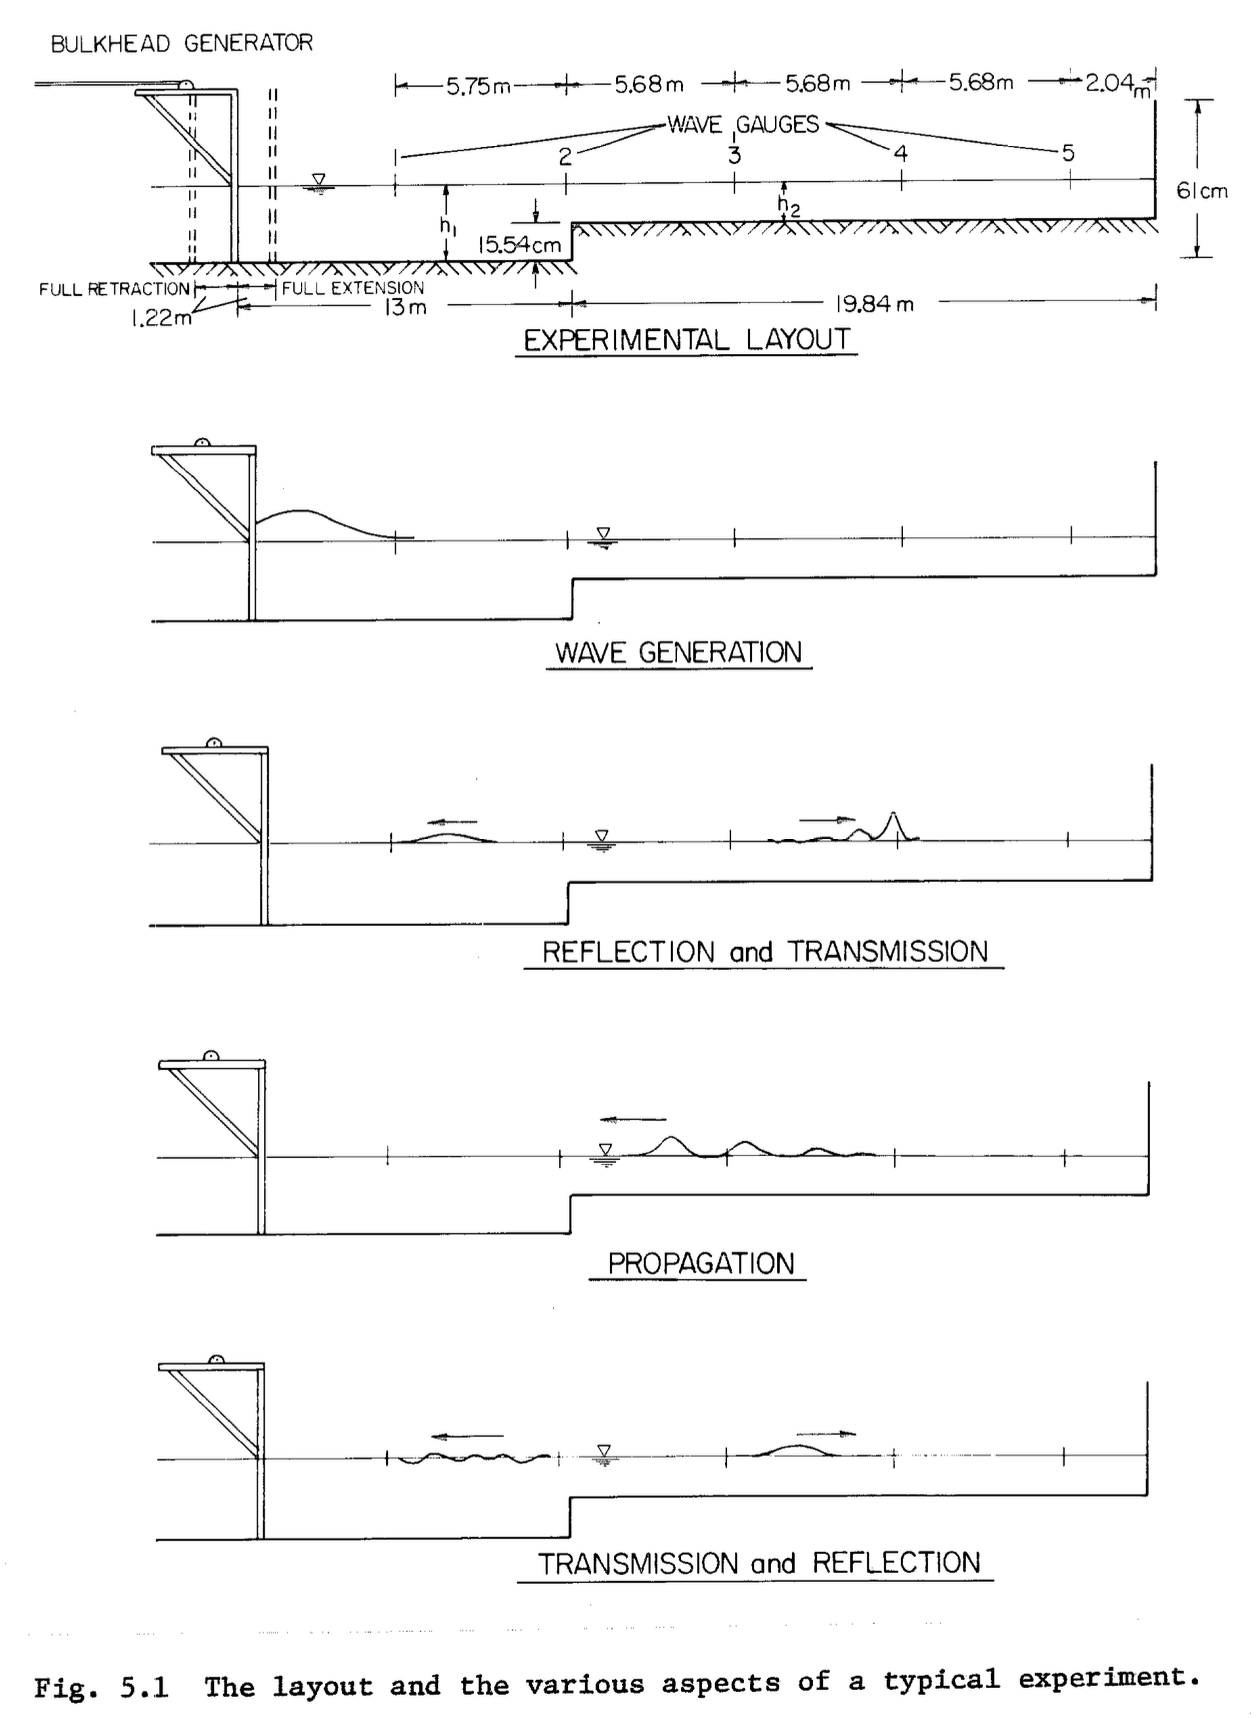 BULKHEAD GENERATOR
5.75m 5.68m 5.68m 5.68m 2.04m
WAVE GAUGES
1 2 3 4 5
61cm
h₁ h₂
15.54cm
FULL RETRACTION FULL EXTENSION
1.22m 13m 19.84m
EXPERIMENTAL LAYOUT
WAVE GENERATION
REFLECTION and TRANSMISSION
PROPAGATION
TRANSMISSION and REFLECTION
Fig. 5.1 The layout and the various aspects of a typical experiment.